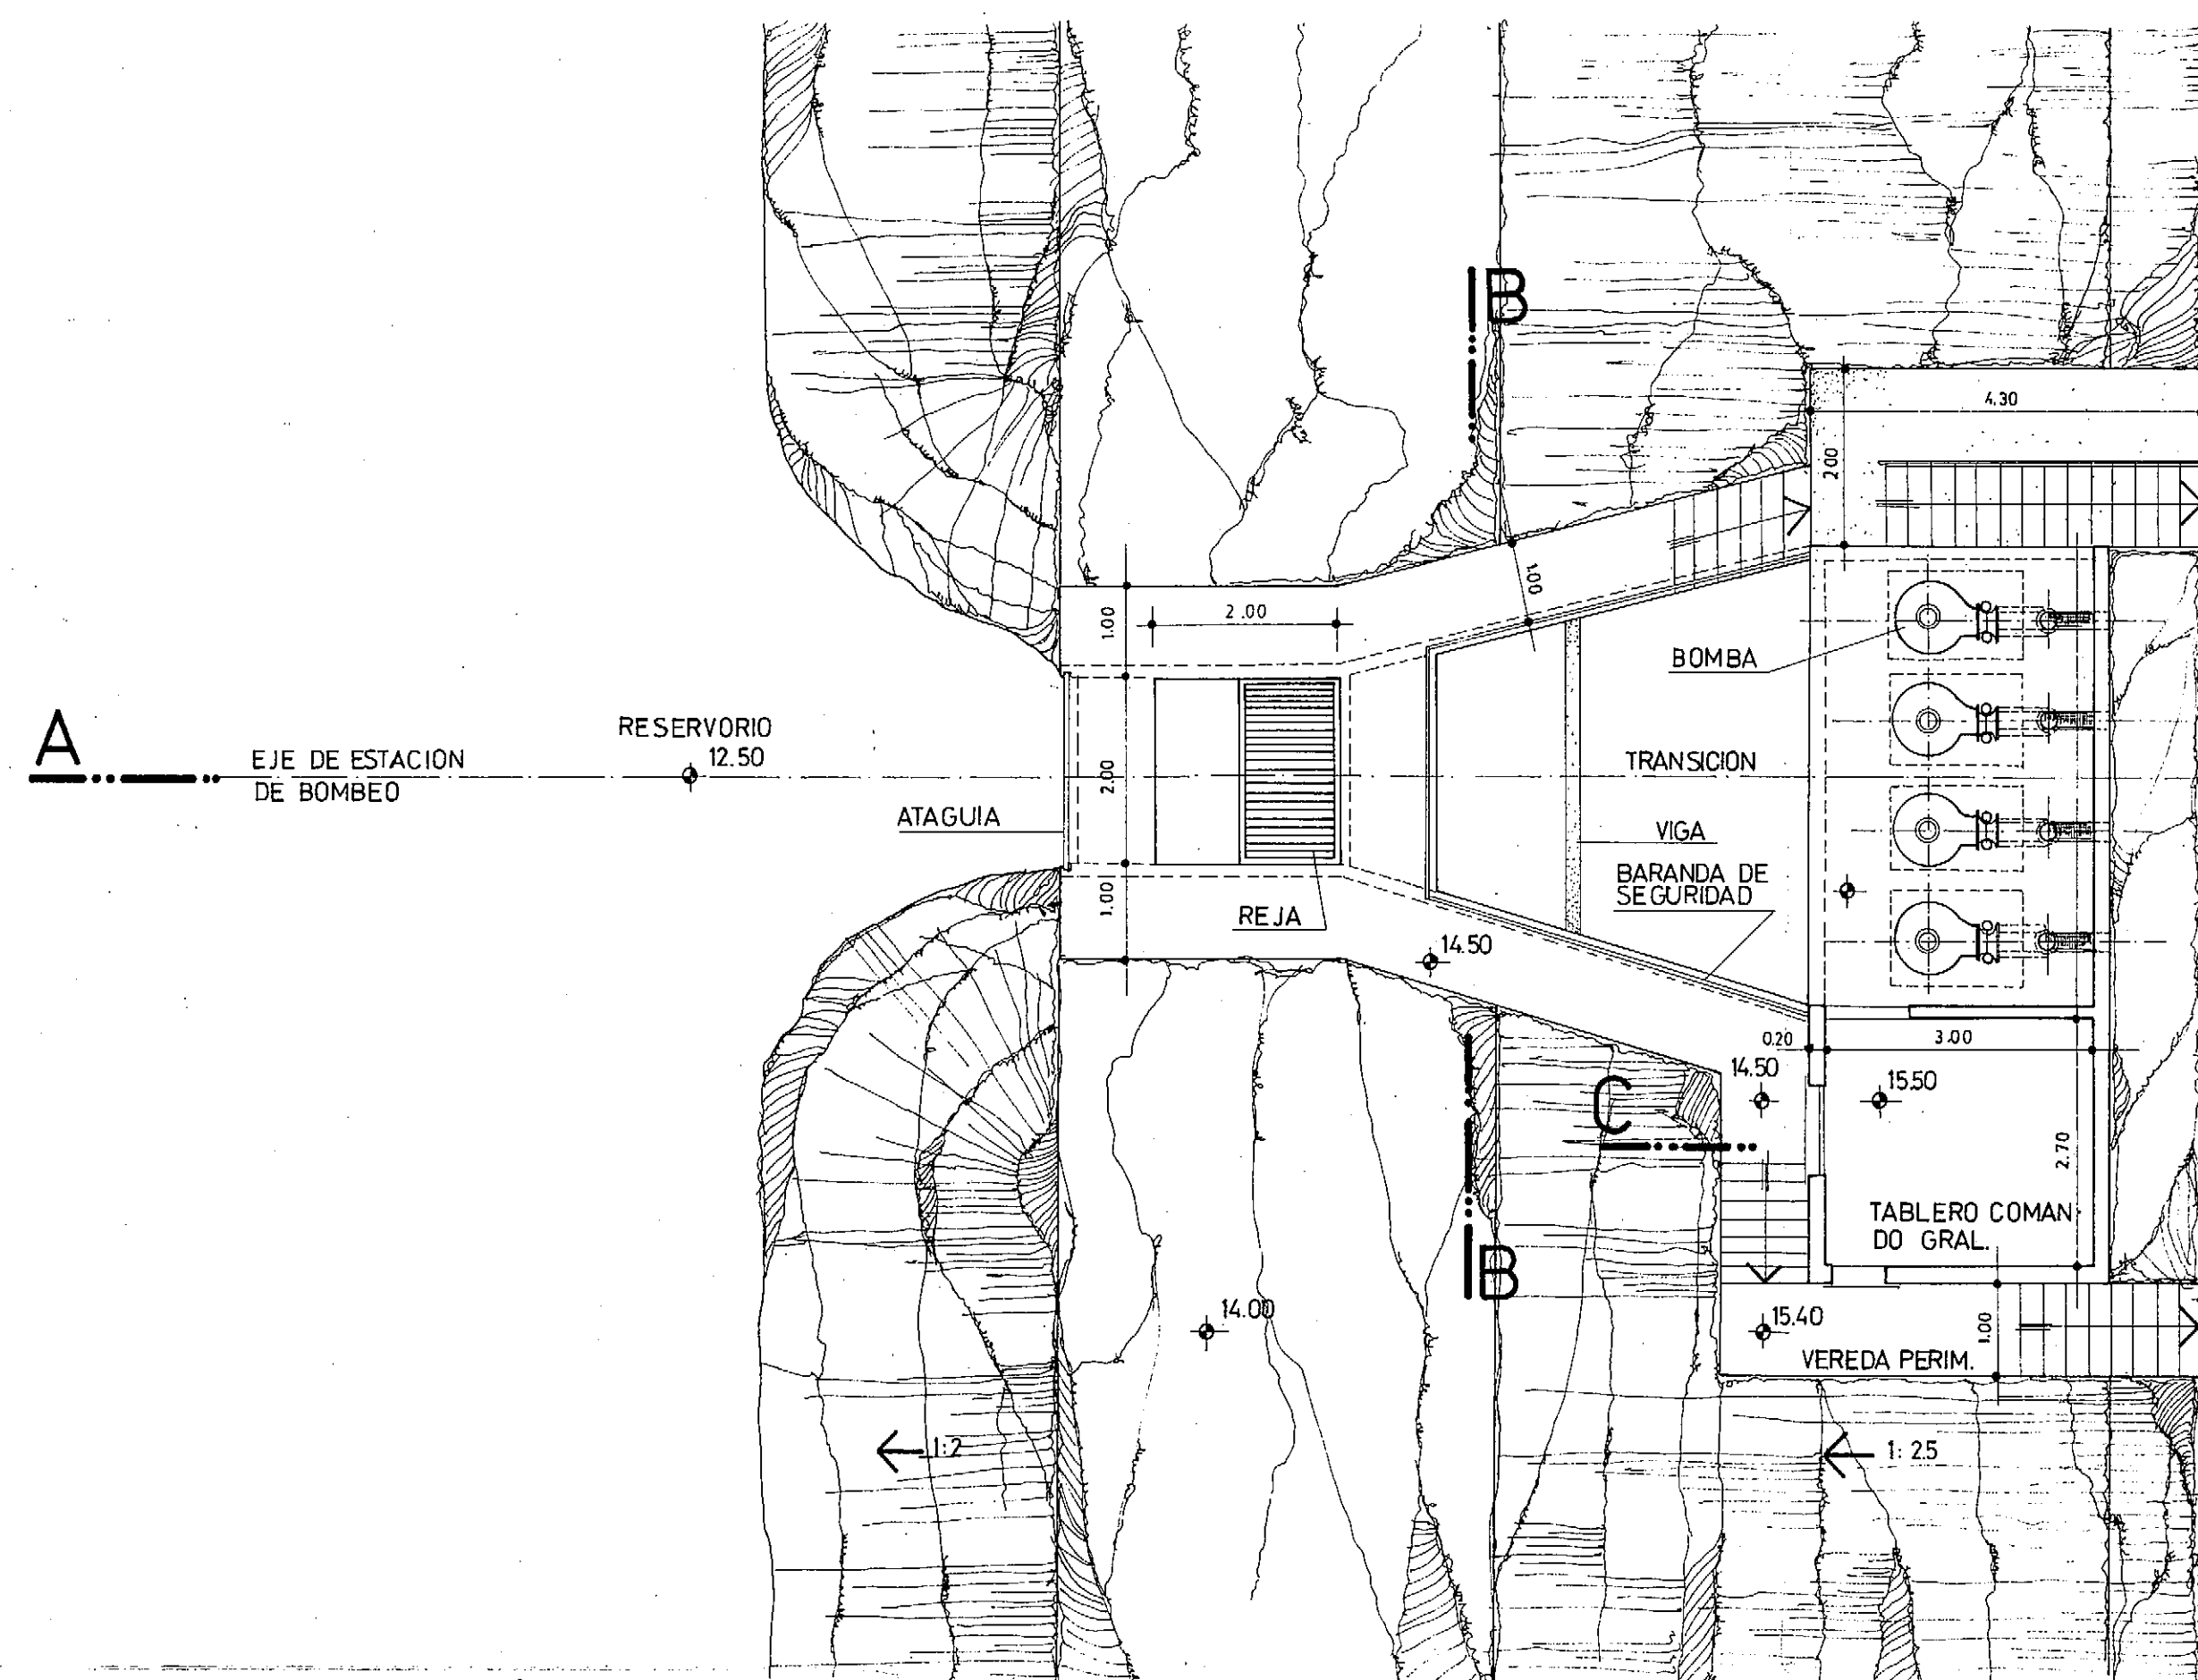 B
4.30
2.00
1.00
1.00
2.00
BOMBA
A
EJE DE ESTACION
DE BOMBEO
RESERVORIO
12.50
2.00
TRANSICION
ATAGUIA
VIGA
BARANDA DE
SEGURIDAD
1.00
REJA
14.50
0.20
3.00
14.50
15.50
C
2.70
TABLERO COMAN
DO GRAL.
B
14.00
15.40
1.00
VEREDA PERIM.
1:2
1: 2.5